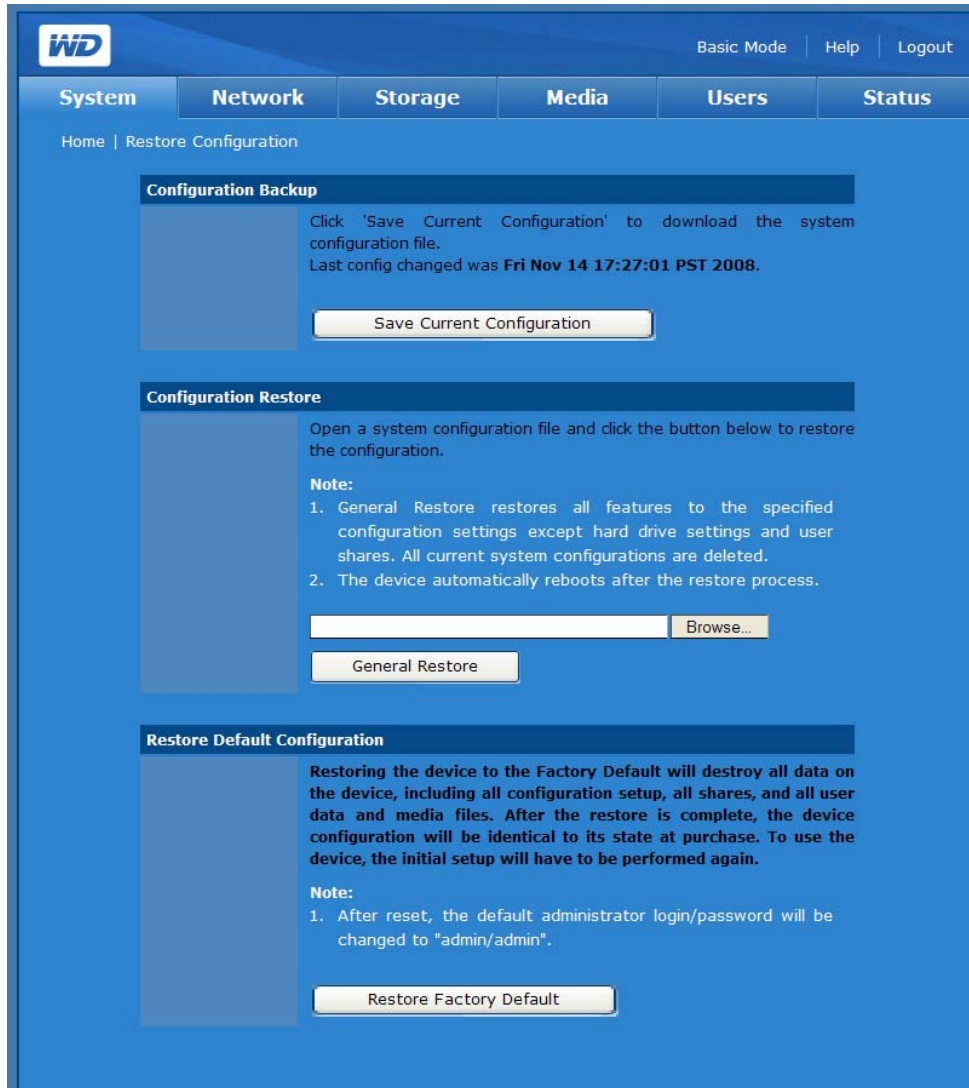 WD
Basic Mode | Help | Logout
System Network Storage Media Users Status
Home | Restore Configuration
Configuration Backup
Click 'Save Current Configuration' to download the system
configuration file.
Last config changed was Fri Nov 14 17:27:01 PST 2008.
Save Current Configuration
Configuration Restore
Open a system configuration file and click the button below to restore
the configuration.
Note:
1. General Restore restores all features to the specified
configuration settings except hard drive settings and user
shares. All current system configurations are deleted.
2. The device automatically reboots after the restore process.
Browse...
General Restore
Restore Default Configuration
Restoring the device to the Factory Default will destroy all data on
the device, including all configuration setup, all shares, and all user
data and media files. After the restore is complete, the device
configuration will be identical to its state at purchase. To use the
device, the initial setup will have to be performed again.
Note:
1. After reset, the default administrator login/password will be
changed to "admin/admin".
Restore Factory Default